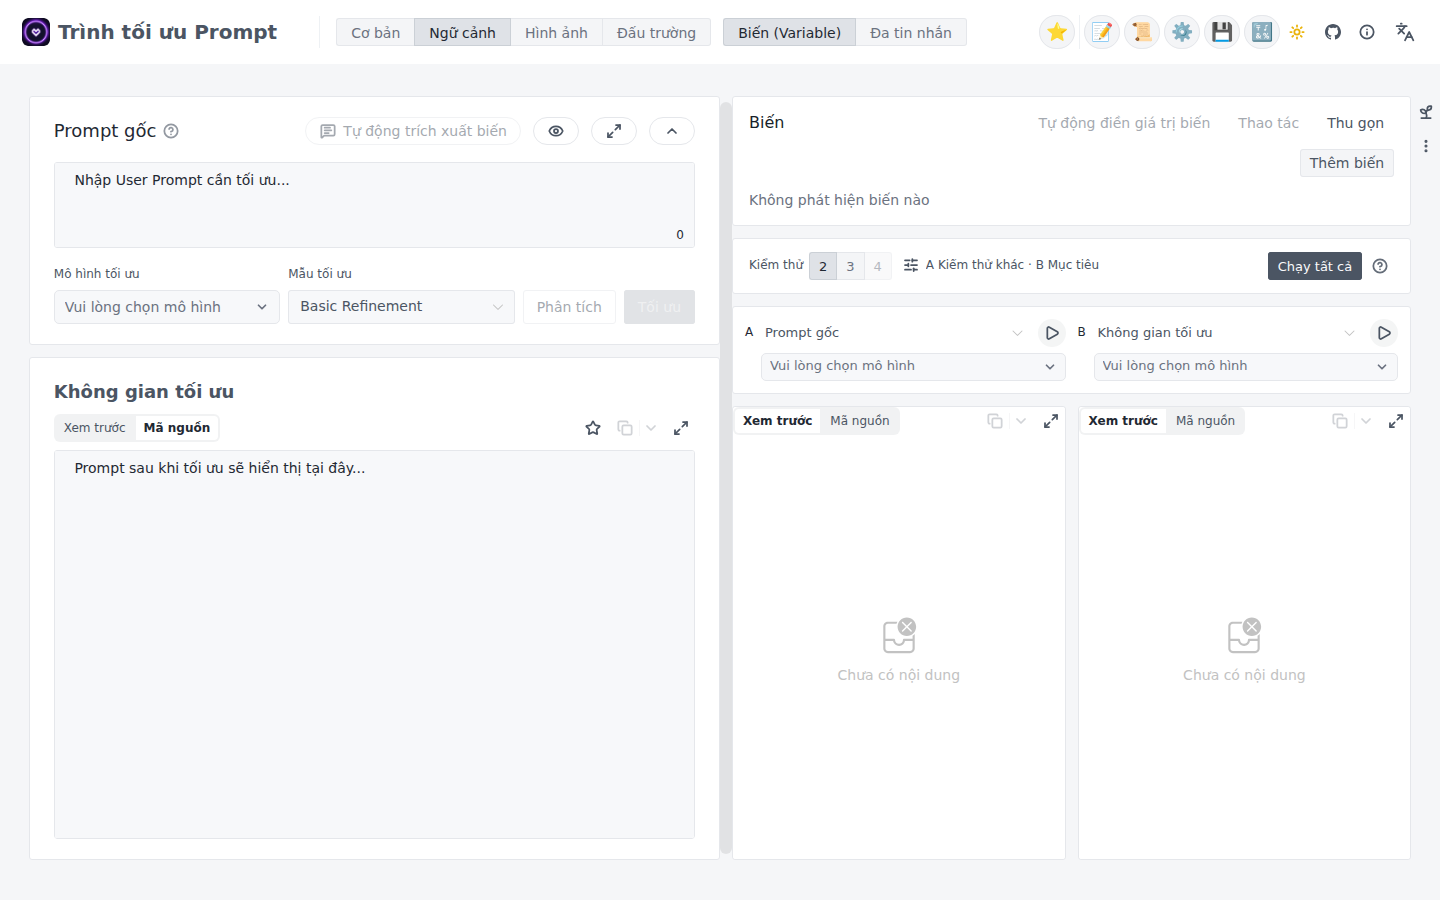 Trình tối ưu Prompt
Cơ bản
Ngữ cảnh
Hình ảnh
Đấu trường
Biến (Variable)
Đa tin nhắn
Prompt gốc
Tự động trích xuất biến
Nhập User Prompt cần tối ưu...
0
Mô hình tối ưu
Mẫu tối ưu
Vui lòng chọn mô hình
Basic Refinement
Phân tích
Tối ưu
Không gian tối ưu
Xem trước
Mã nguồn
Prompt sau khi tối ưu sẽ hiển thị tại đây...
Biến
Tự động điền giá trị biến
Thao tác
Thu gọn
Thêm biến
Không phát hiện biến nào
Kiểm thử
2
3
4
A Kiểm thử khác · B Mục tiêu
Chạy tất cả
A
Prompt gốc
Vui lòng chọn mô hình
B
Không gian tối ưu
Vui lòng chọn mô hình
Xem trước
Mã nguồn
Chưa có nội dung
Xem trước
Mã nguồn
Chưa có nội dung